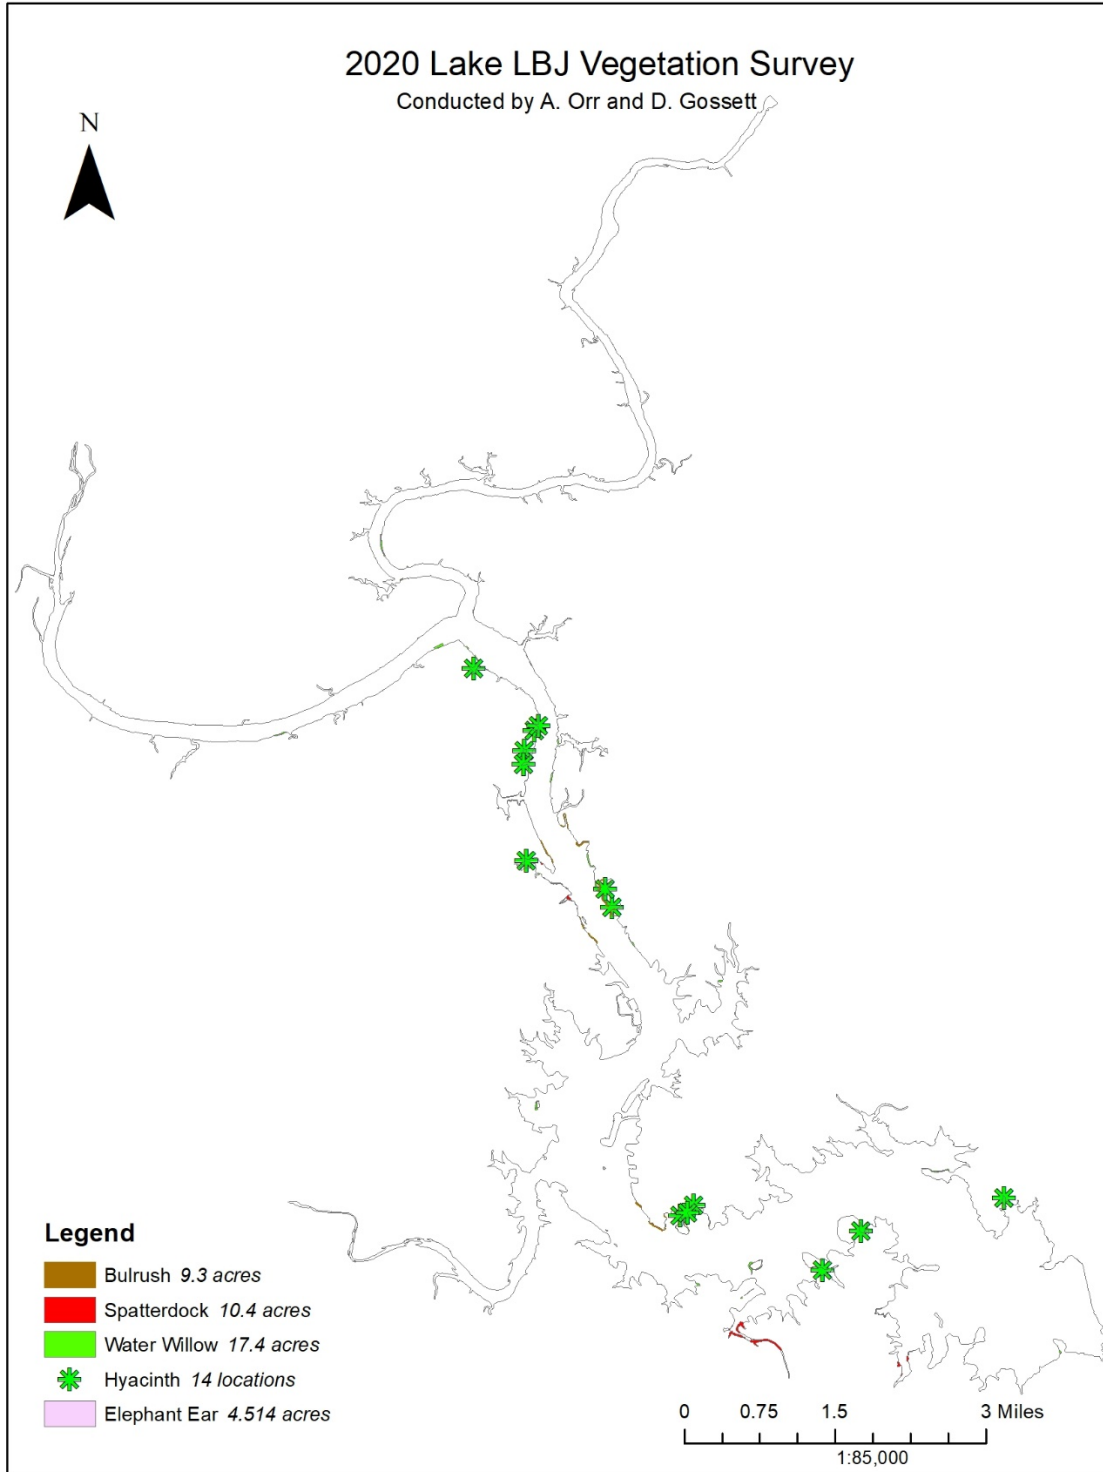 2020 Lake LBJ Vegetation Survey
Conducted by A. Orr and D. Gossett
N
Legend
Bulrush 9.3 acres
Spatterdock 10.4 acres
Water Willow 17.4 acres
Hyacinth 14 locations
Elephant Ear 4.514 acres
0 0.75 1.5 3 Miles
1:85,000